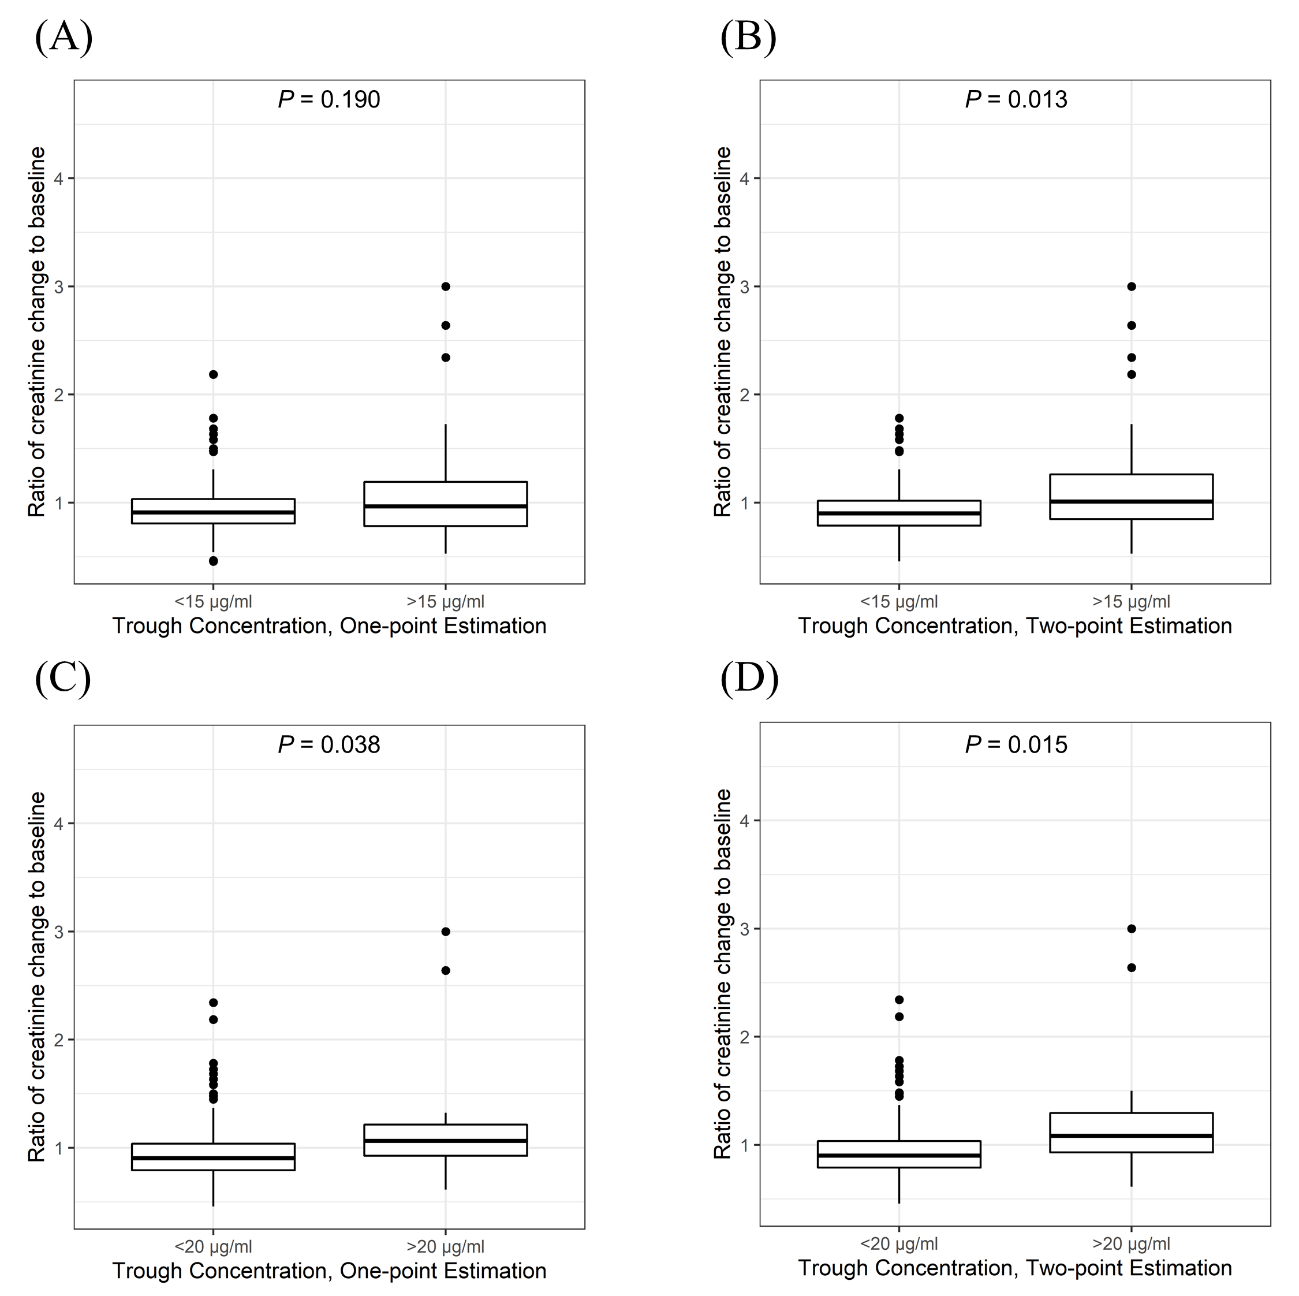 (A)
P = 0.190
Ratio of creatinine change to baseline
4
3
2
1
<15 µg/ml >15 µg/ml
Trough Concentration, One-point Estimation
(B)
P = 0.013
Ratio of creatinine change to baseline
4
3
2
1
<15 µg/ml >15 µg/ml
Trough Concentration, Two-point Estimation
(C)
P = 0.038
Ratio of creatinine change to baseline
4
3
2
1
<20 µg/ml >20 µg/ml
Trough Concentration, One-point Estimation
(D)
P = 0.015
Ratio of creatinine change to baseline
4
3
2
1
<20 µg/ml >20 µg/ml
Trough Concentration, Two-point Estimation